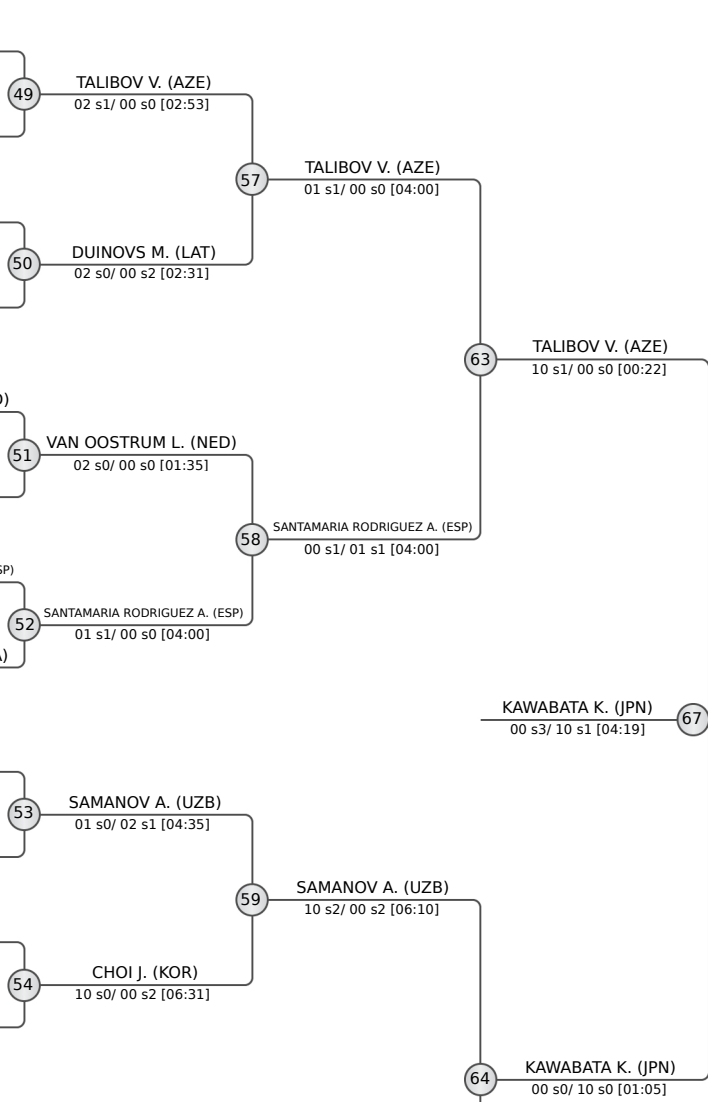 49
TALIBOV V. (AZE)
02 s1/ 00 s0 [02:53]
57
TALIBOV V. (AZE)
01 s1/ 00 s0 [04:00]
50
DUINOVS M. (LAT)
02 s0/ 00 s2 [02:31]
63
TALIBOV V. (AZE)
10 s1/ 00 s0 [00:22]
)
51
VAN OOSTRUM L. (NED)
02 s0/ 00 s0 [01:35]
58
SANTAMARIA RODRIGUEZ A. (ESP)
00 s1/ 01 s1 [04:00]
SP)
52
SANTAMARIA RODRIGUEZ A. (ESP)
01 s1/ 00 s0 [04:00]
)
KAWABATA K. (JPN)
00 s3/ 10 s1 [04:19]
67
53
SAMANOV A. (UZB)
01 s0/ 02 s1 [04:35]
59
SAMANOV A. (UZB)
10 s2/ 00 s2 [06:10]
54
CHOI J. (KOR)
10 s0/ 00 s2 [06:31]
64
KAWABATA K. (JPN)
00 s0/ 10 s0 [01:05]